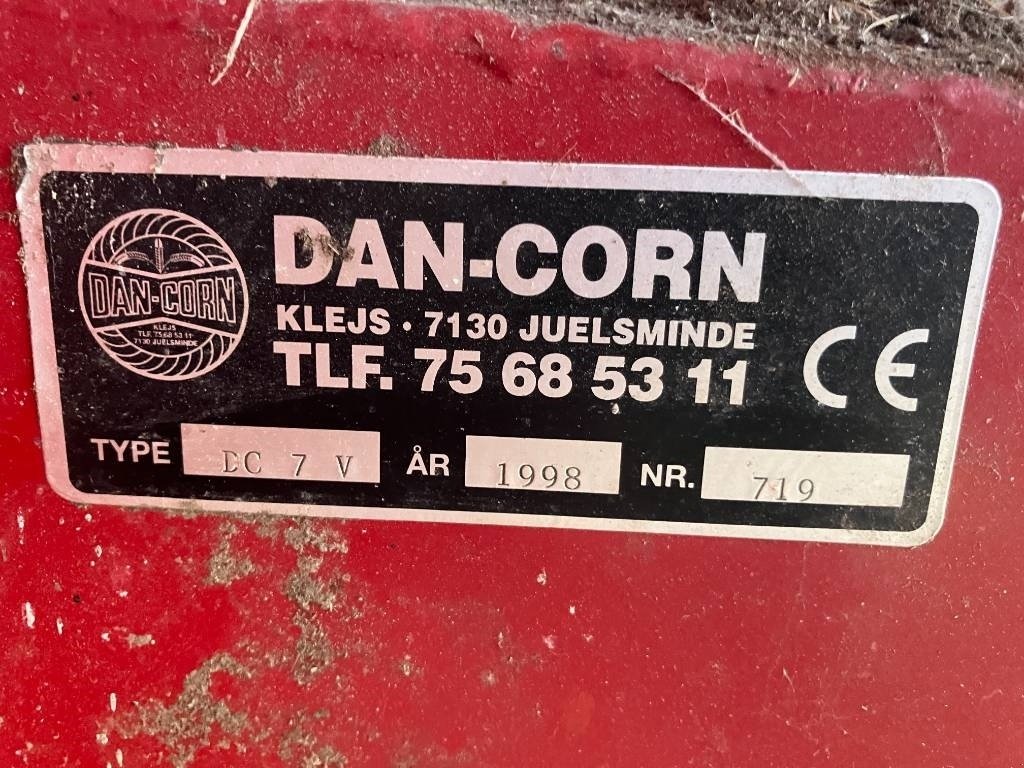 DAN-CORN
KLEJS
TLF. 75 68 53 11
7130 JUELSMINDE
DAN-CORN
KLEJS · 7130 JUELSMINDE
TLF. 75 68 53 11
CE
TYPE DC 7 V ÅR 1998 NR. 719